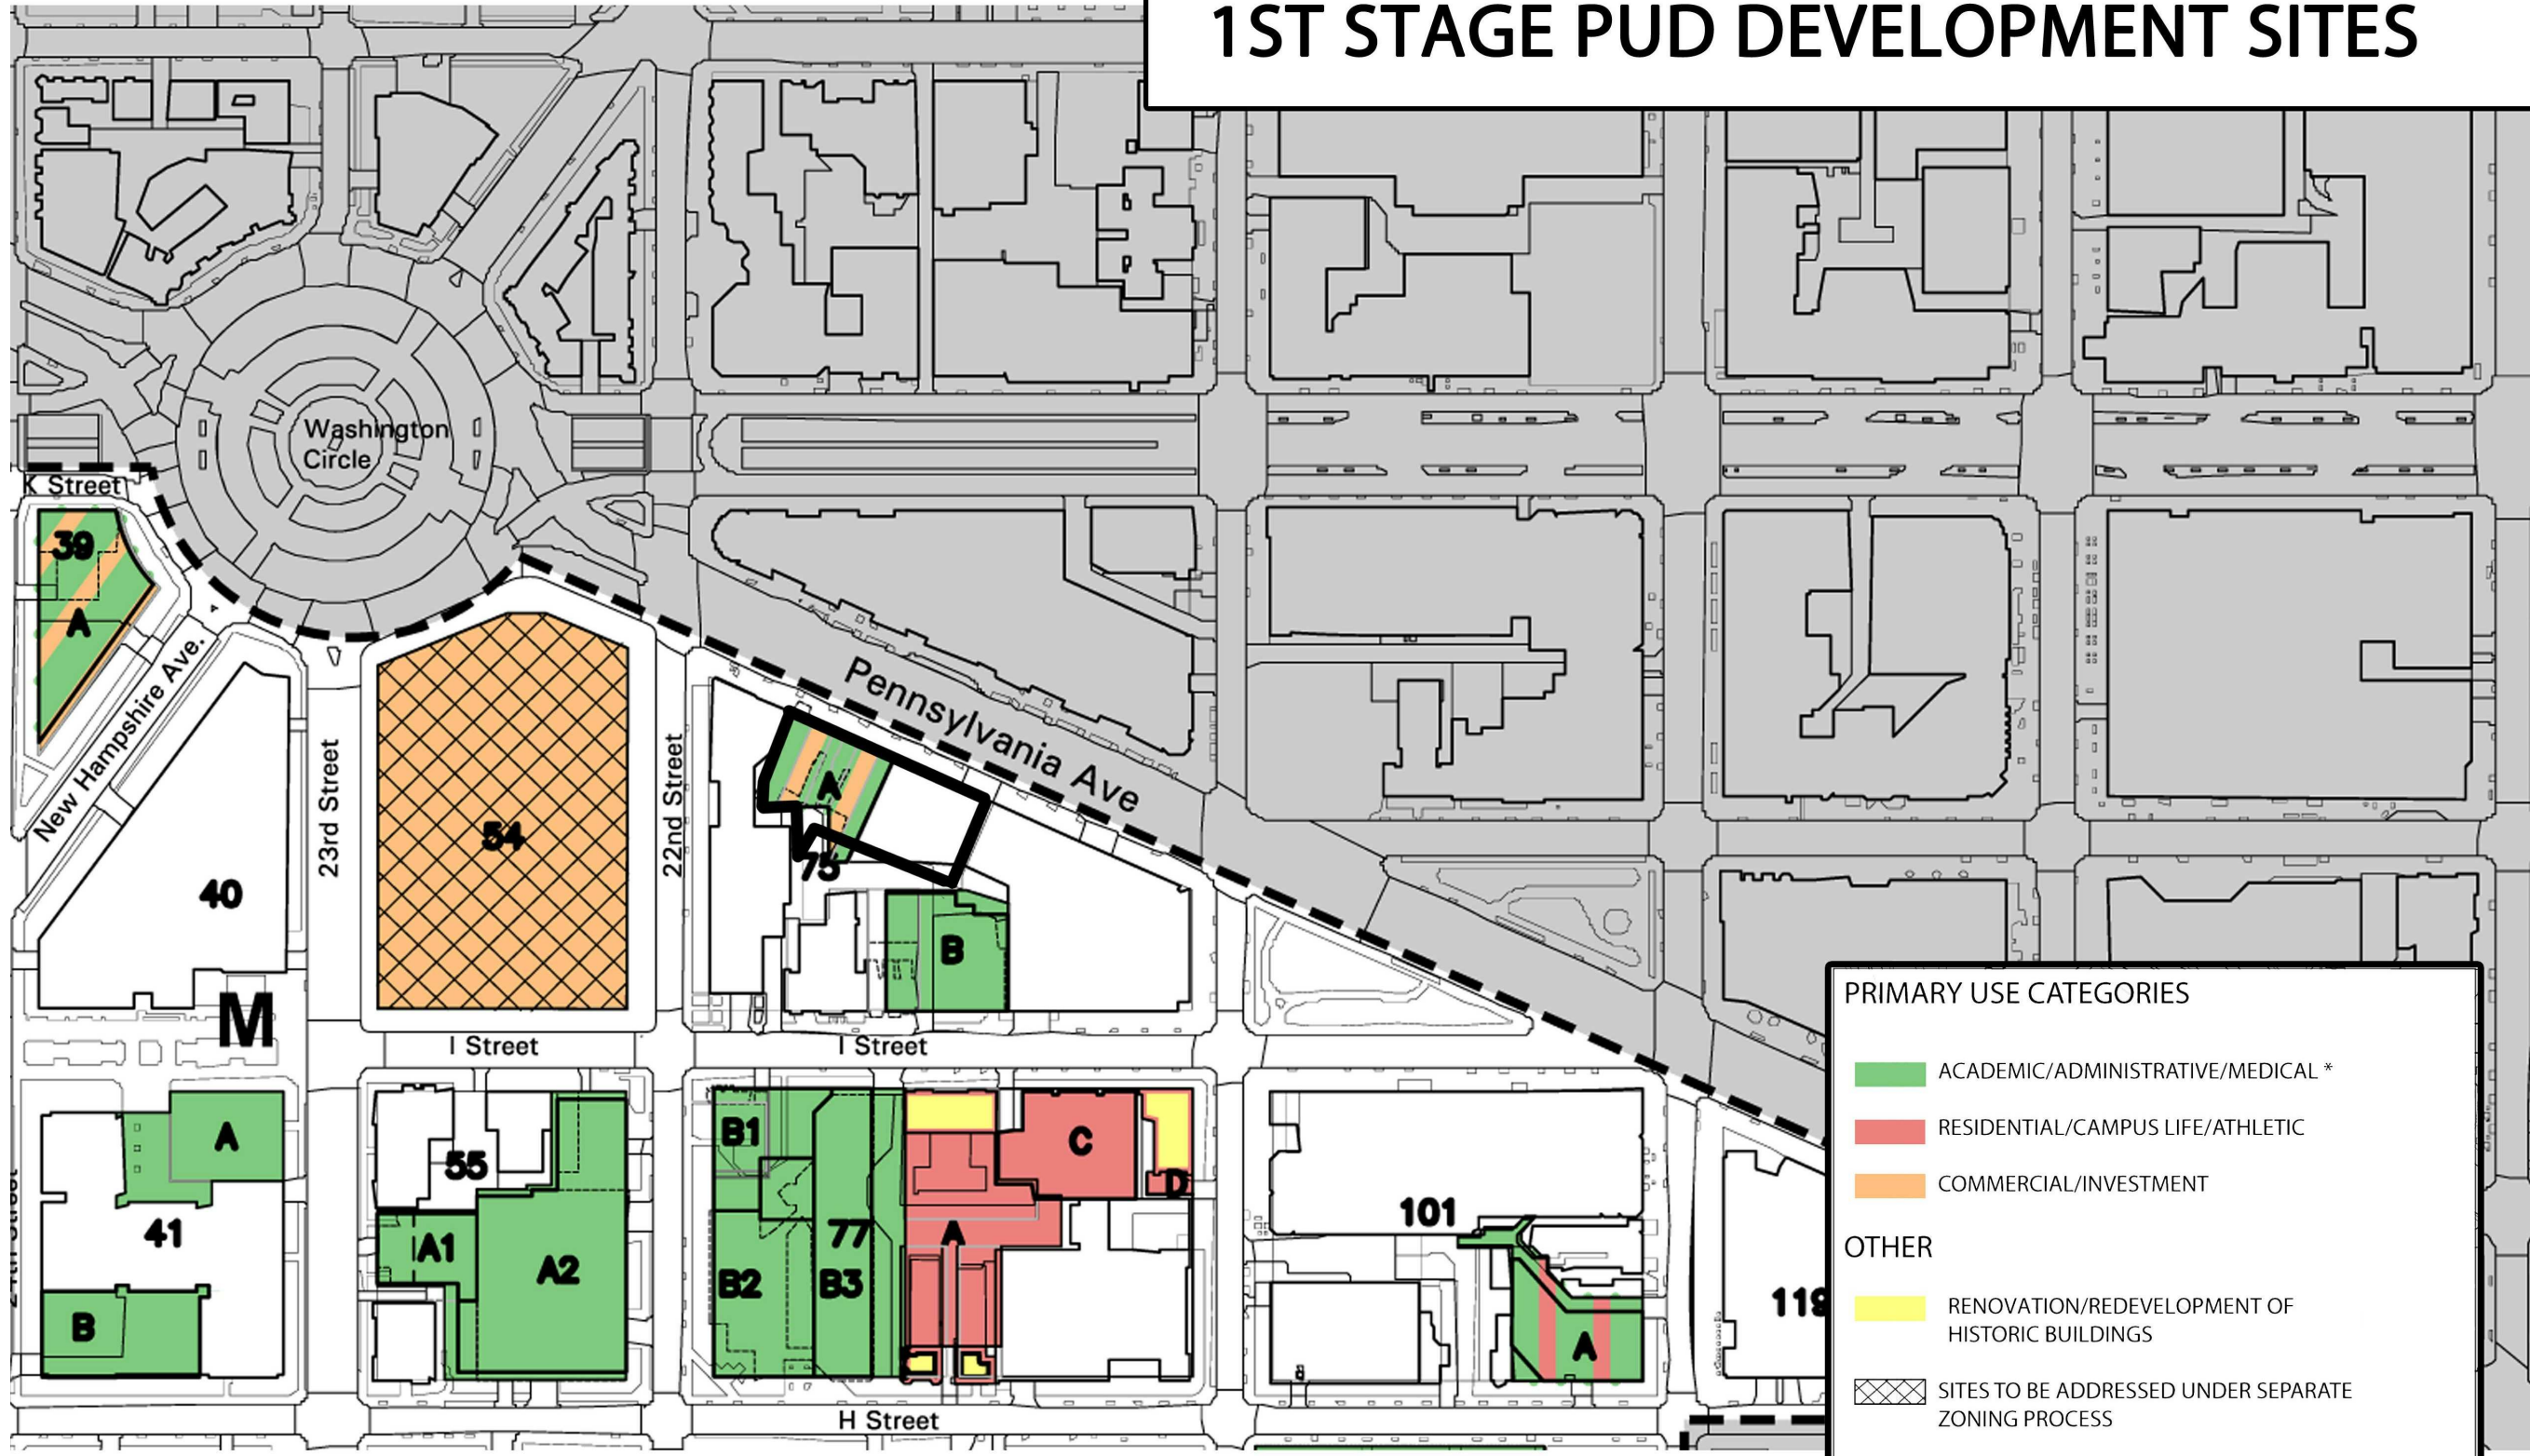 1ST STAGE PUD DEVELOPMENT SITES
Washington
Circle
K Street
39
A
New Hampshire Ave.
23rd Street
22nd Street
Pennsylvania Ave
54
A
75
40
B
M
I Street
I Street
A
55
B1
C
D
41
A1
A2
77
A
B2
B3
B
101
A
119
H Street
PRIMARY USE CATEGORIES
ACADEMIC/ADMINISTRATIVE/MEDICAL *
RESIDENTIAL/CAMPUS LIFE/ATHLETIC
COMMERCIAL/INVESTMENT
OTHER
RENOVATION/REDEVELOPMENT OF
HISTORIC BUILDINGS
SITES TO BE ADDRESSED UNDER SEPARATE
ZONING PROCESS